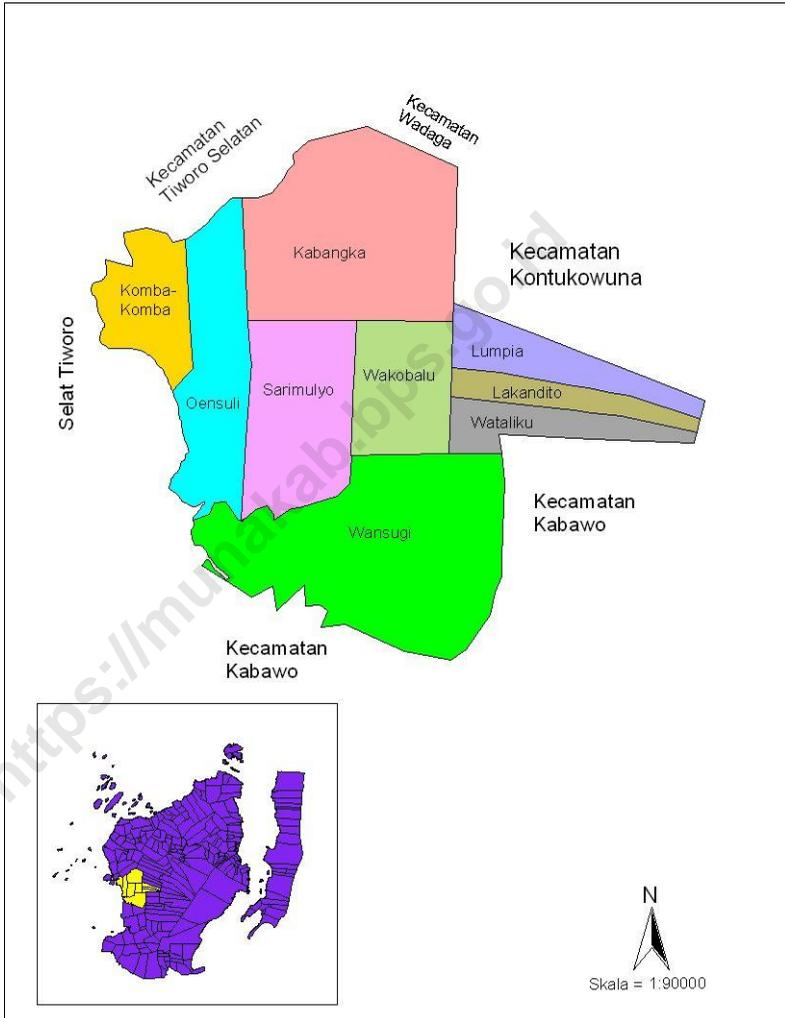 Kecamatan
Wadaga
Kecamatan
Tiworo Selatan
Kabangka
Kecamatan
Kontukowuna
Komba-
Komba
Selat Tiworo
Lumpia
Wakobalu
Sarimulyo
Lakandito
Oensuli
Wataliku
Kecamatan
Kabawo
Wansugi
Kecamatan
Kabawo
https://munakab.bps.go.id
N
Skala = 1:90000